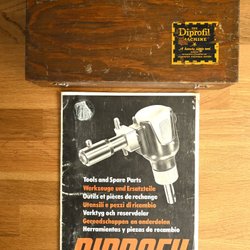 Diprofil
MACHINE
Tools and Spare Parts
Werkzeuge und Ersatzteile
Outils et pièces de rechange
Utensili e pezzi di ricambio
Verktyg och reservdelar
Gereedschappen en onderdelen
Herramientas y piezas de recambio